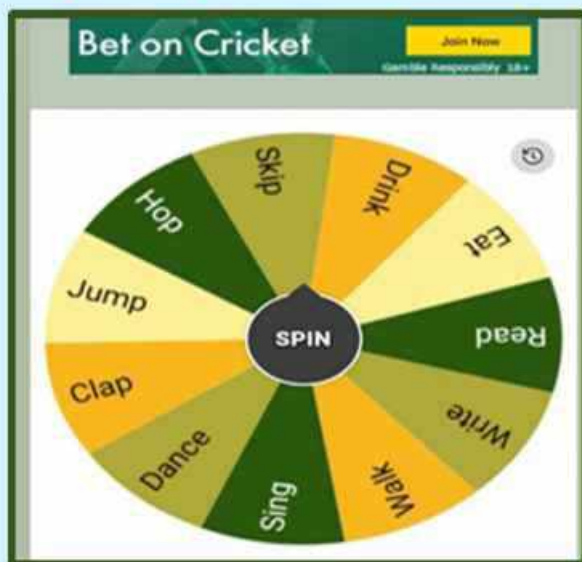 Bet on Cricket
Join Now
Gamble Responsibly 18+
Skip
Drink
Eat
Read
Write
Walk
Sing
Dance
Clap
Jump
Hop
SPIN